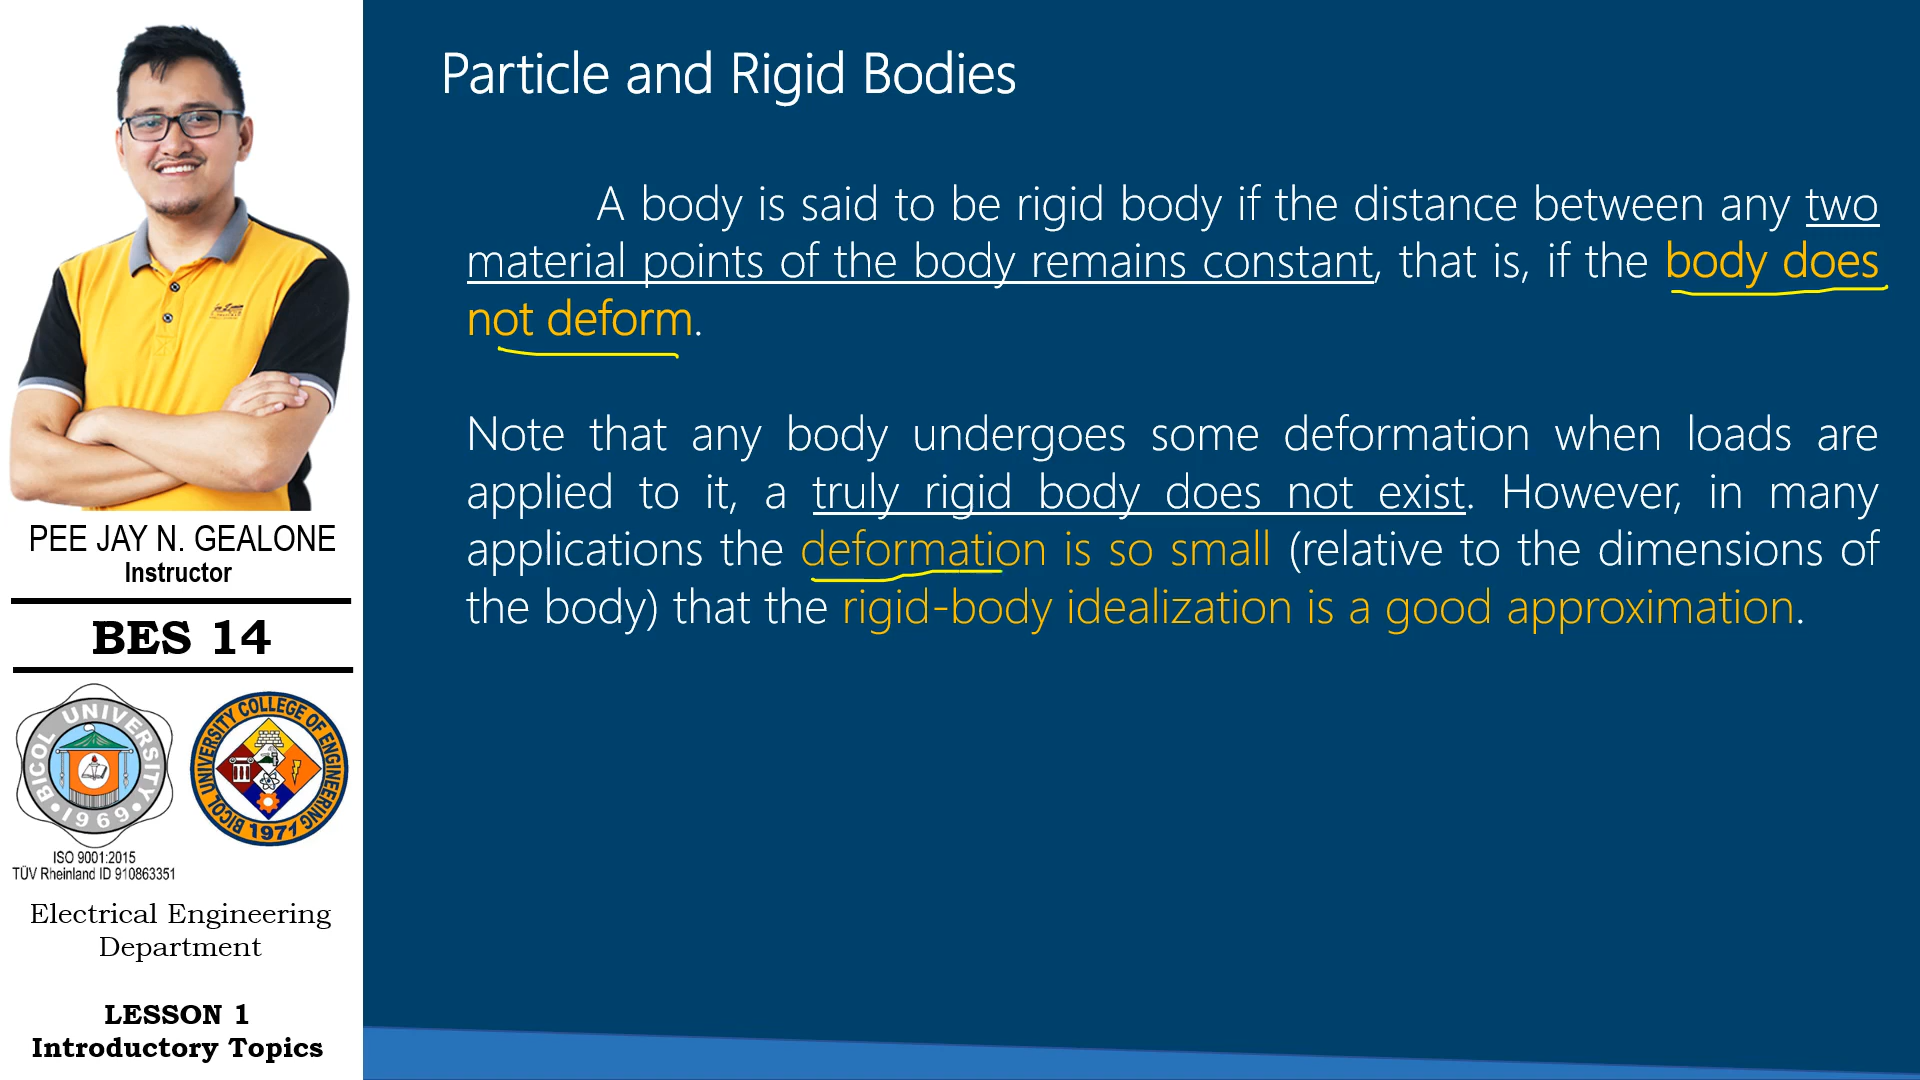 PEE JAY N. GEALONE
Instructor
BES 14
BICOL UNIVERSITY
1969
BICOL UNIVERSITY COLLEGE OF ENGINEERING
1971
ISO 9001:2015
TÜV Rheinland ID 910863351
Electrical Engineering
Department
LESSON 1
Introductory Topics
Particle and Rigid Bodies
A body is said to be rigid body if the distance between any two
material points of the body remains constant, that is, if the body does
not deform.
Note that any body undergoes some deformation when loads are
applied to it, a truly rigid body does not exist. However, in many
applications the deformation is so small (relative to the dimensions of
the body) that the rigid-body idealization is a good approximation.